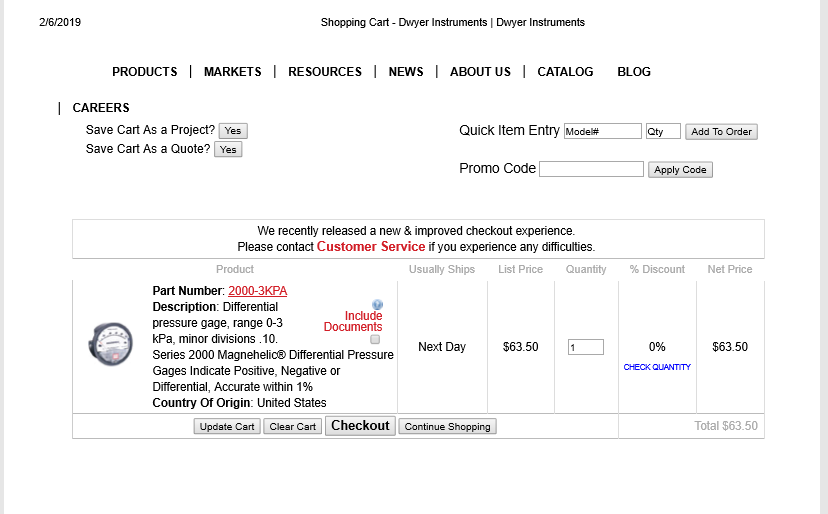 2/6/2019
Shopping Cart - Dwyer Instruments | Dwyer Instruments
PRODUCTS | MARKETS | RESOURCES | NEWS | ABOUT US | CATALOG BLOG
| CAREERS
Save Cart As a Project? Yes
Save Cart As a Quote? Yes
Quick Item Entry Model# Qty Add To Order
Promo Code Apply Code
We recently released a new & improved checkout experience.
Please contact Customer Service if you experience any difficulties.
Product Usually Ships List Price Quantity % Discount Net Price
Part Number: 2000-3KPA
Description: Differential
pressure gage, range 0-3
kPa, minor divisions .10.
Series 2000 Magnehelic® Differential Pressure
Gages Indicate Positive, Negative or
Differential, Accurate within 1%
Country Of Origin: United States
?
Include
Documents
Next Day
$63.50
1
0%
CHECK QUANTITY
$63.50
Update Cart Clear Cart Checkout Continue Shopping
Total $63.50